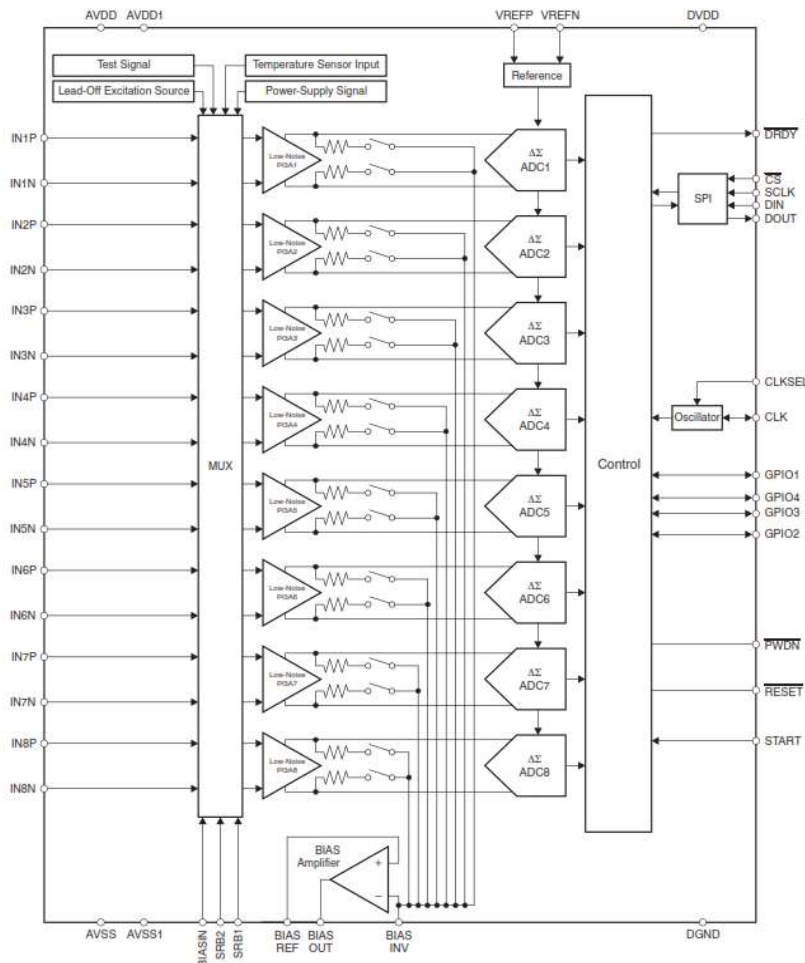 AVDD AVDD1 VREFP VREFN DVDD
Test Signal
Temperature Sensor Input
Lead-Off Excitation Source
Power-Supply Signal
Reference
IN1P
IN1N
IN2P
IN2N
IN3P
IN3N
IN4P
IN4N
IN5P
IN5N
IN6P
IN6N
IN7P
IN7N
IN8P
IN8N
MUX
Low-Noise
PGA1
Low-Noise
PGA2
Low-Noise
PGA3
Low-Noise
PGA4
Low-Noise
PGA5
Low-Noise
PGA6
Low-Noise
PGA7
Low-Noise
PGA8
ΔΣ
ADC1
ΔΣ
ADC2
ΔΣ
ADC3
ΔΣ
ADC4
ΔΣ
ADC5
ΔΣ
ADC6
ΔΣ
ADC7
ΔΣ
ADC8
Control
SPI
Oscillator
DRDY
CS
SCLK
DIN
DOUT
CLKSEL
CLK
GPIO1
GPIO4
GPIO3
GPIO2
PWDN
RESET
START
BIAS
Amplifier
+
−
AVSS AVSS1
BIASIN
SRB2
SRB1
BIAS
REF
BIAS
OUT
BIAS
INV
DGND